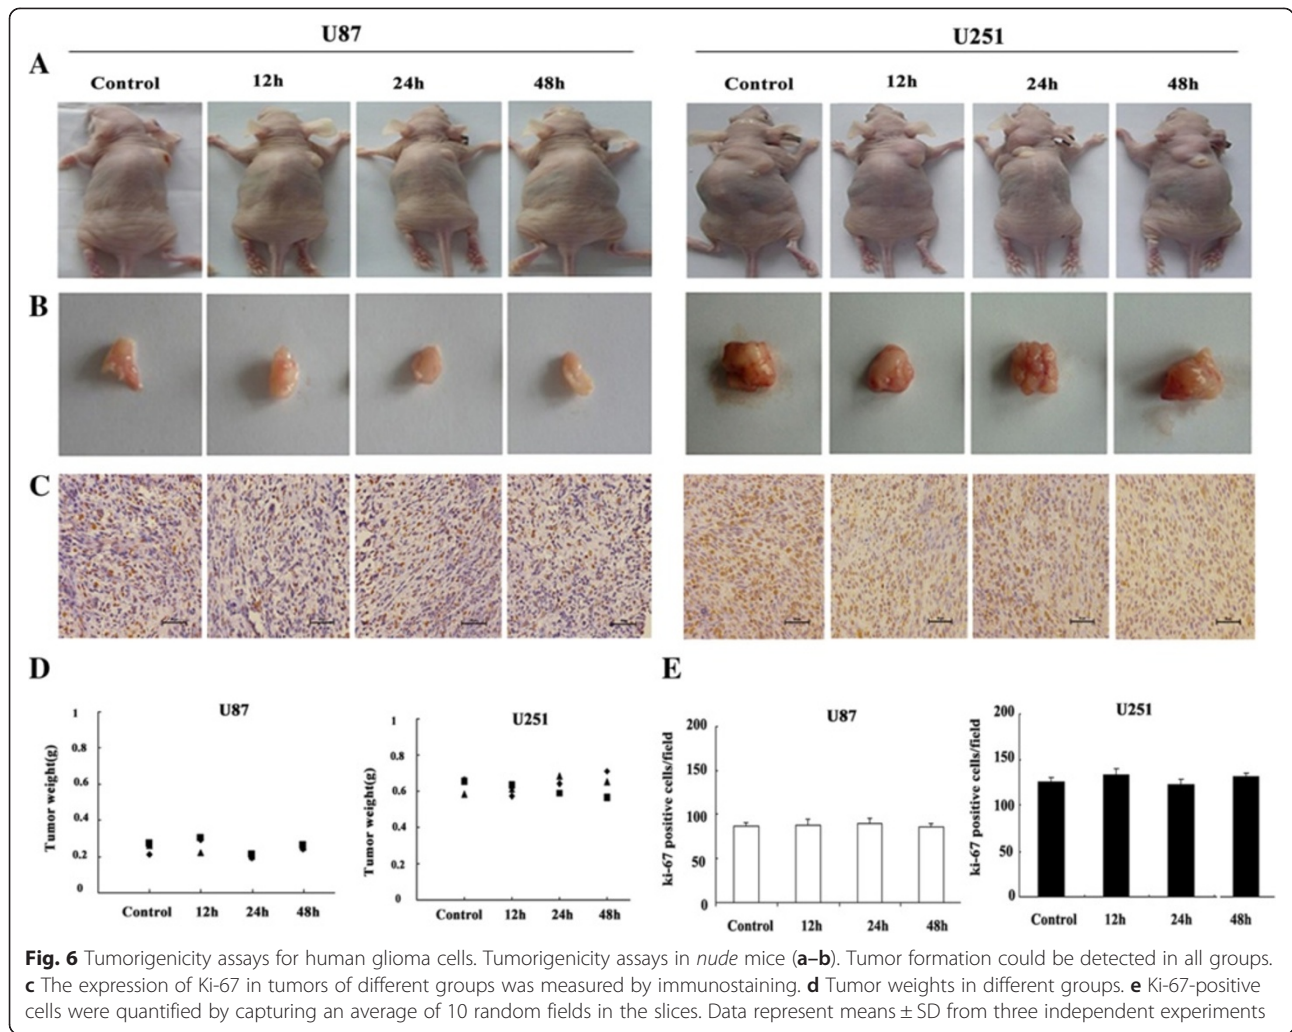 U87
U251
A
Control 12h 24h 48h
Control 12h 24h 48h
B
C
D
E
U87
Tumor weight(g)
1
0.8
0.6
0.4
0.2
0
Control 12h 24h 48h
U251
Tumor weight(g)
1
0.8
0.6
0.4
0.2
0
Control 12h 24h 48h
U87
ki-67 positive cells/field
200
150
100
50
0
Control 12h 24h 48h
U251
ki-67 positive cells/field
200
150
100
50
0
Control 12h 24h 48h
Fig. 6 Tumorigenicity assays for human glioma cells. Tumorigenicity assays in nude mice (a–b). Tumor formation could be detected in all groups.
c The expression of Ki-67 in tumors of different groups was measured by immunostaining. d Tumor weights in different groups. e Ki-67-positive
cells were quantified by capturing an average of 10 random fields in the slices. Data represent means ± SD from three independent experiments